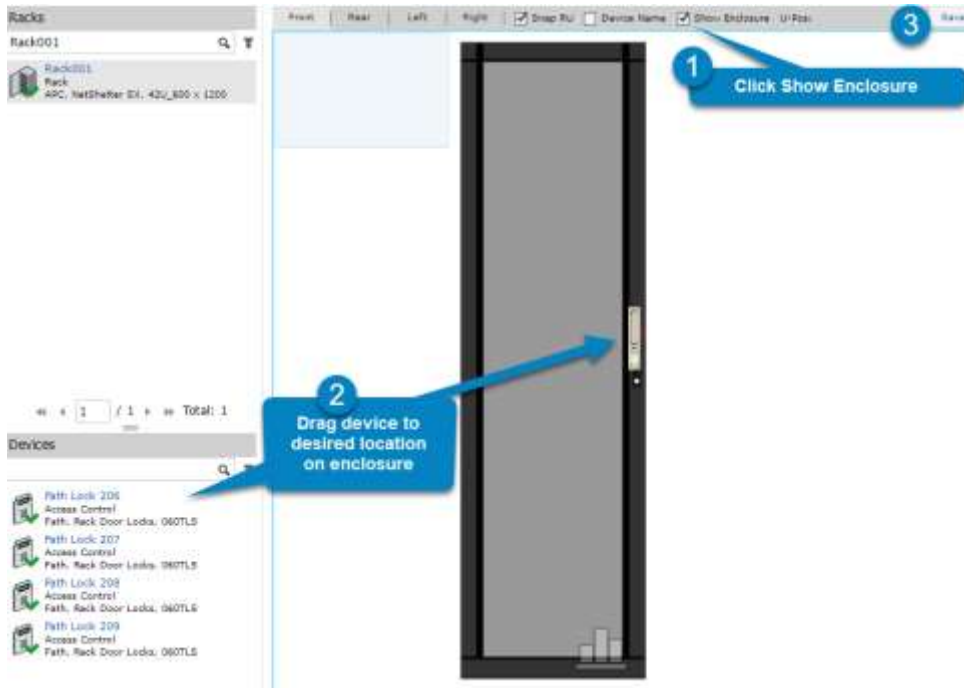 Racks
Front Rear Left Right Snap RU Device Name Show Enclosure U-Pos: 3 Save
Rack001
Rack001
Rack
APC, NetShelter SX, 42U_600 x 1200
1
Click Show Enclosure
1 / 1 Total: 1
2
Drag device to
desired location
on enclosure
Devices
Path Lock 206
Access Control
Path, Rack Door Locks, 060TLS
Path Lock 207
Access Control
Path, Rack Door Locks, 060TLS
Path Lock 208
Access Control
Path, Rack Door Locks, 060TLS
Path Lock 209
Access Control
Path, Rack Door Locks, 060TLS